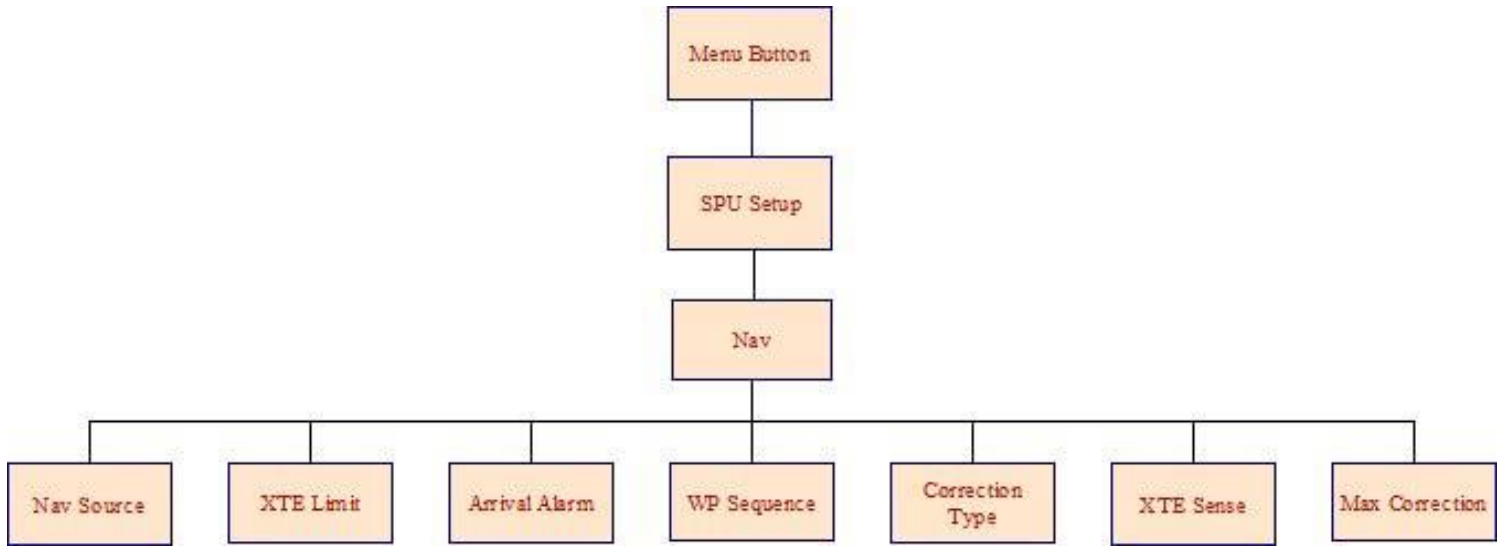 Menu Button
SPU Setup
Nav
Nav Source
XTE Limit
Arrival Alarm
WP Sequence
Correction
Type
XTE Sense
Max Correction